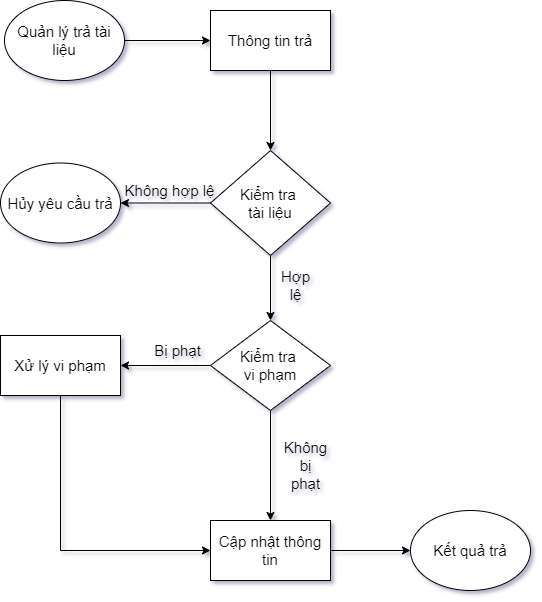 Quản lý trả tài
liệu
Thông tin trả
Kiểm tra
tài liệu
Không hợp lệ
Hủy yêu cầu trả
Hợp
lệ
Kiểm tra
vi phạm
Bị phạt
Xử lý vi phạm
Không
bị
phạt
Cập nhật thông
tin
Kết quả trả